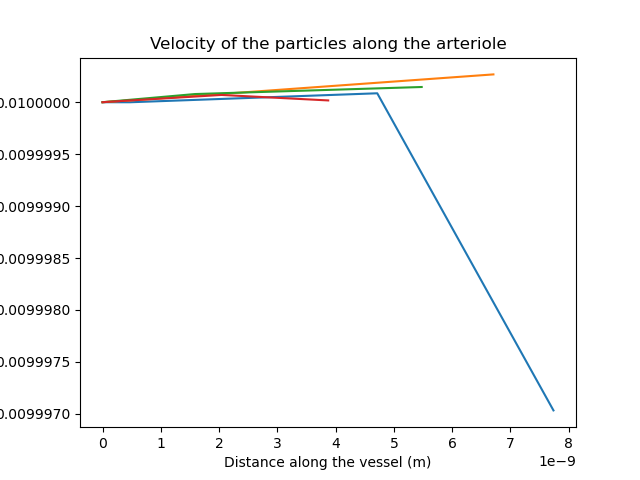 Velocity of the particles along the arteriole
0.0100000
0.0099995
0.0099990
0.0099985
0.0099980
0.0099975
0.0099970
0 1 2 3 4 5 6 7 8
1e−9
Distance along the vessel (m)